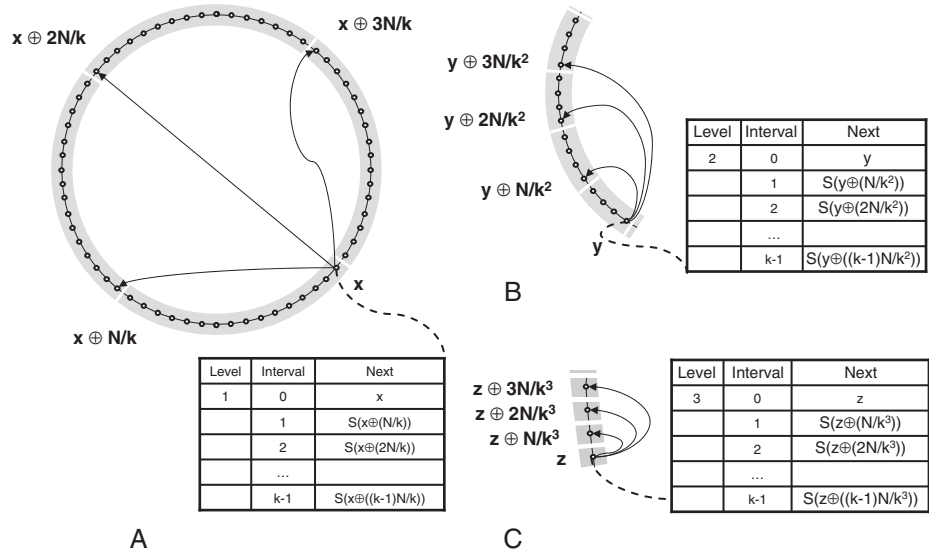 x ⊕ 3N/k
x ⊕ 2N/k
x
x ⊕ N/k
Level Interval Next
1 0 x
1 S(x⊕(N/k))
2 S(x⊕(2N/k))
...
k-1 S(x⊕((k-1)N/k))
A
y ⊕ 3N/k²
y ⊕ 2N/k²
y ⊕ N/k²
y
Level Interval Next
2 0 y
1 S(y⊕(N/k²))
2 S(y⊕(2N/k²))
...
k-1 S(y⊕((k-1)N/k²))
B
z ⊕ 3N/k³
z ⊕ 2N/k³
z ⊕ N/k³
z
Level Interval Next
3 0 z
1 S(z⊕(N/k³))
2 S(z⊕(2N/k³))
...
k-1 S(z⊕((k-1)N/k³))
C